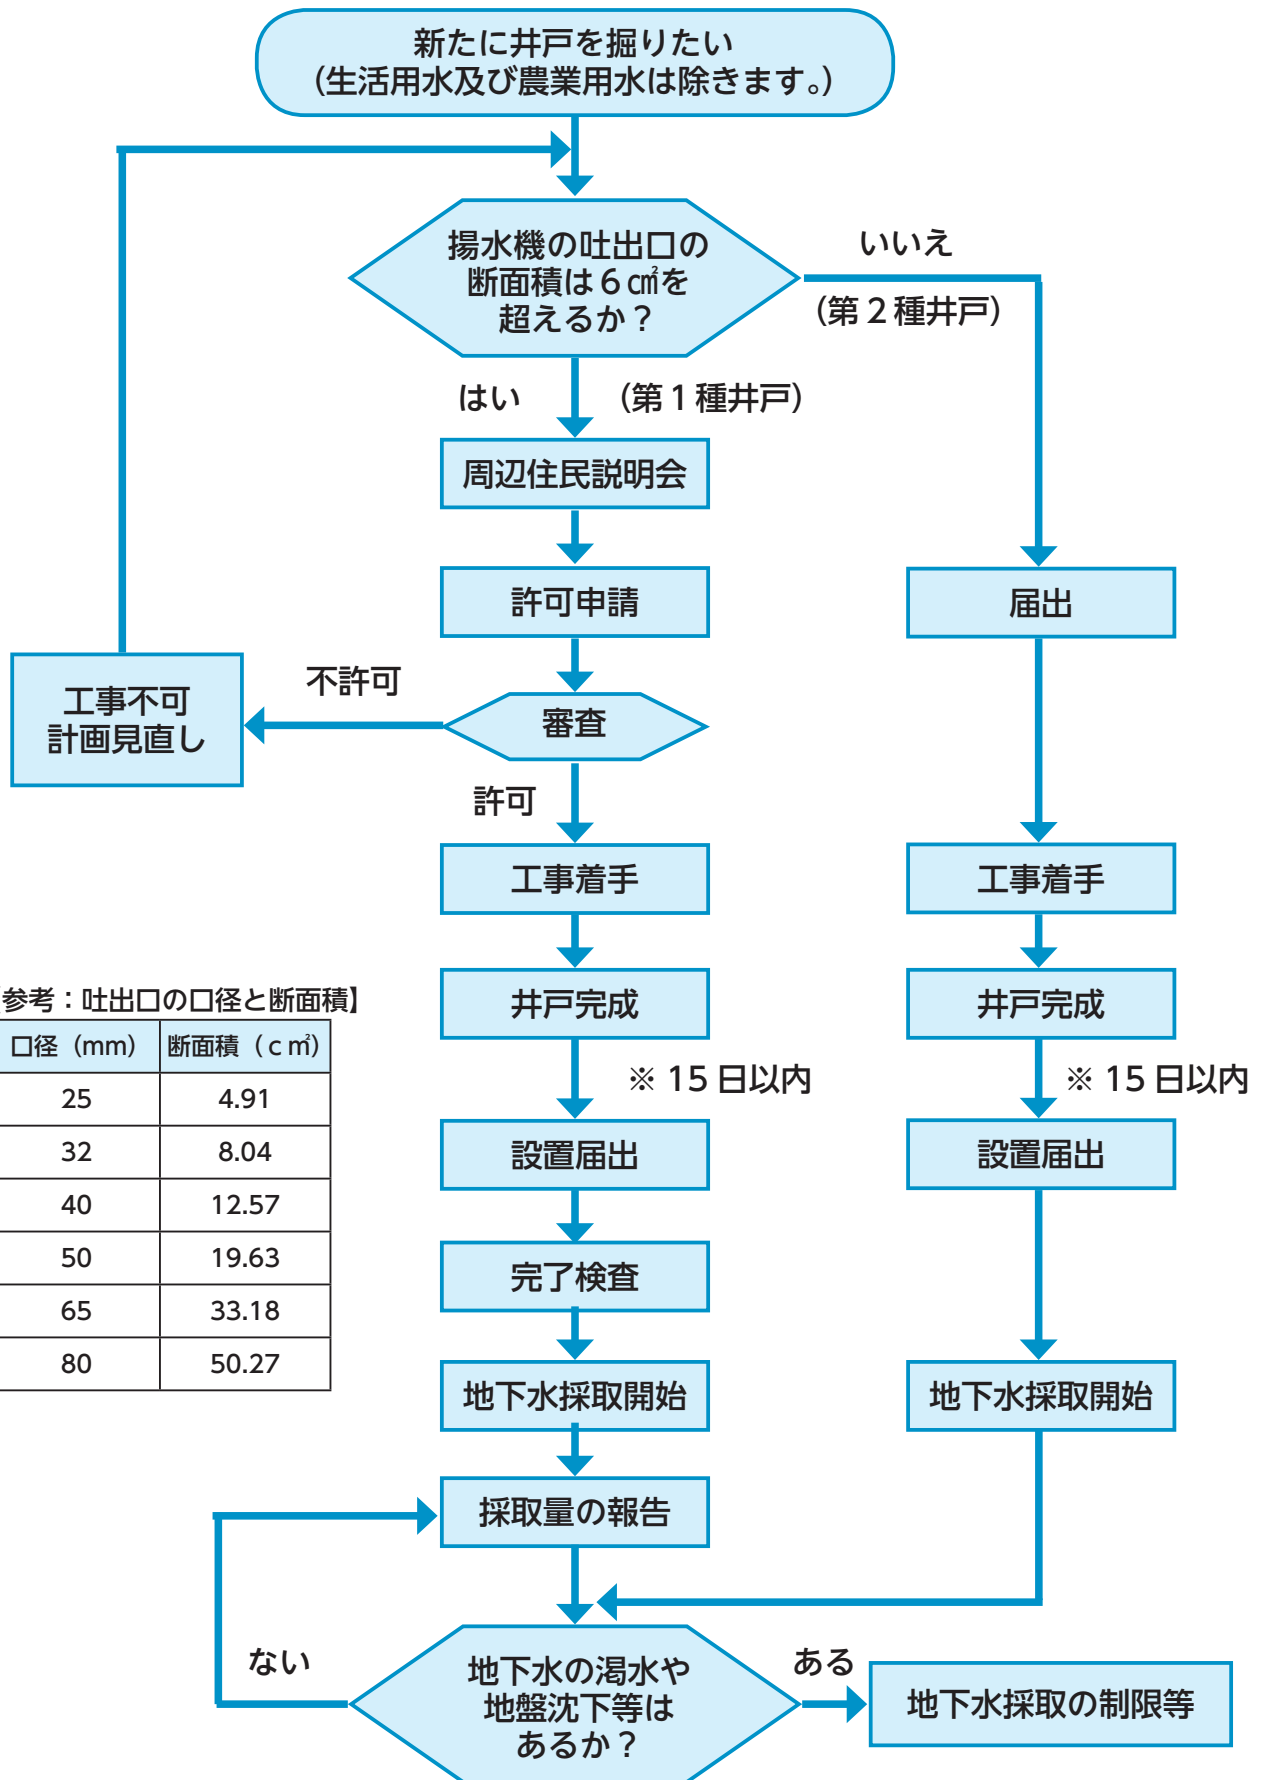 新たに井戸を掘りたい
（生活用水及び農業用水は除きます。）
揚水機の吐出口の
断面積は６㎠を
超えるか？
いいえ
（第２種井戸）
はい
（第１種井戸）
周辺住民説明会
許可申請
届出
不許可
工事不可
計画見直し
審査
許可
工事着手
工事着手
井戸完成
井戸完成
※ 15 日以内
※ 15 日以内
設置届出
設置届出
完了検査
地下水採取開始
地下水採取開始
採取量の報告
【参考：吐出口の口径と断面積】
口径（mm） 断面積（ｃ㎡）
25 4.91
32 8.04
40 12.57
50 19.63
65 33.18
80 50.27
ない
地下水の渇水や
地盤沈下等は
あるか？
ある
地下水採取の制限等